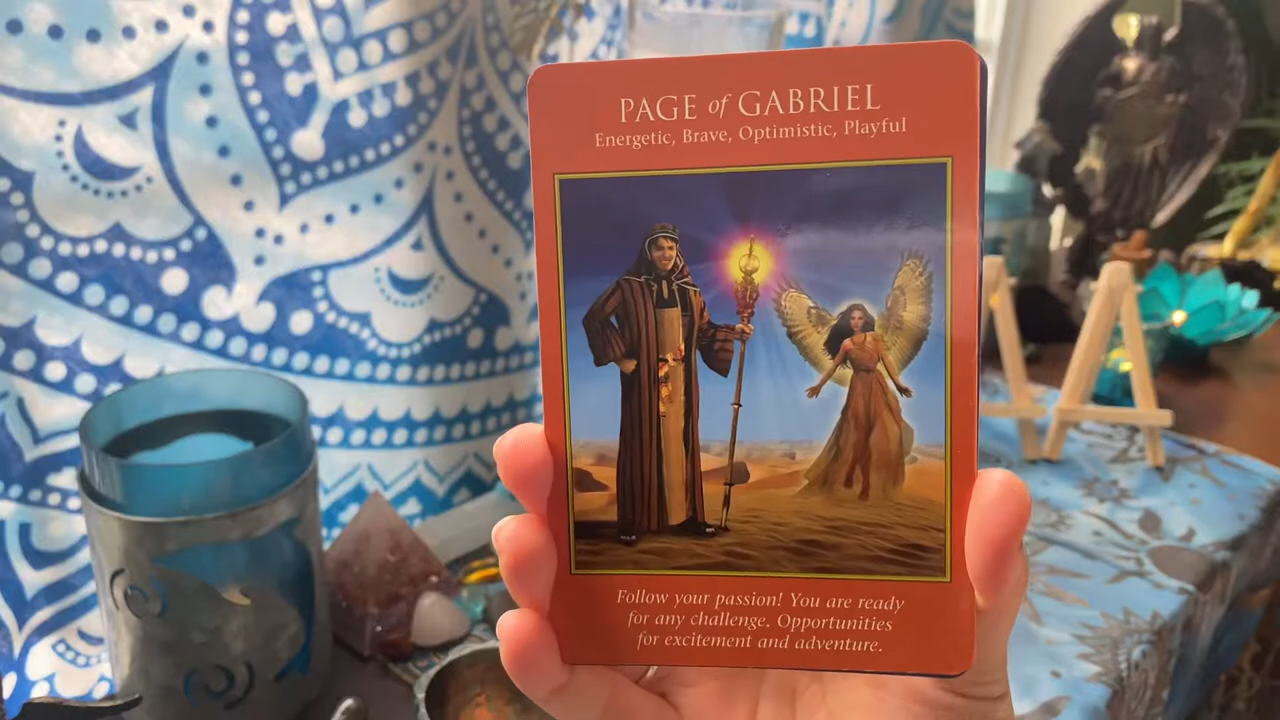 PAGE of GABRIEL
Energetic, Brave, Optimistic, Playful
Follow your passion! You are ready
for any challenge. Opportunities
for excitement and adventure.